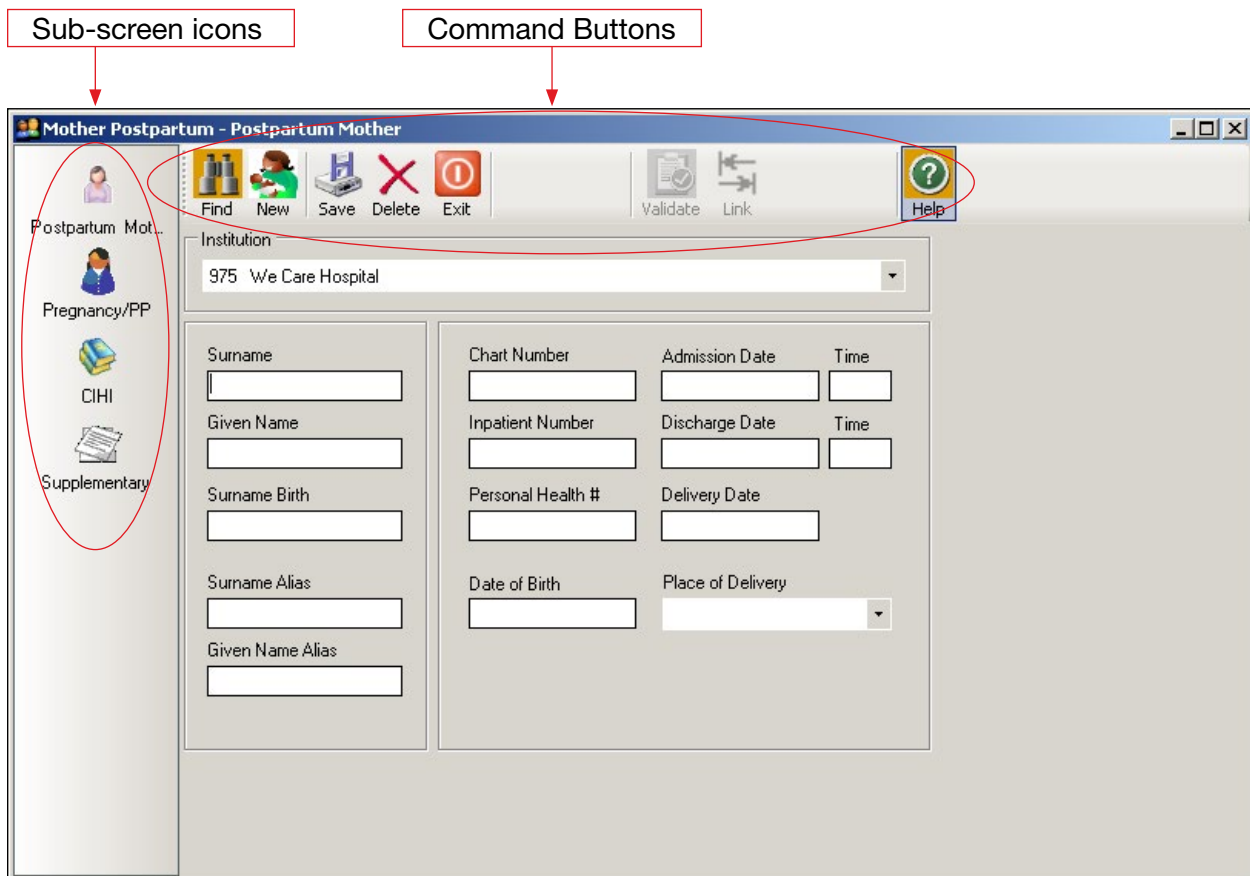 Sub-screen icons
Command Buttons
Mother Postpartum - Postpartum Mother
Find New Save Delete Exit Validate Link Help
Postpartum Mot...
Pregnancy/PP
CIHI
Supplementary
Institution
975 We Care Hospital
Surname
Given Name
Surname Birth
Surname Alias
Given Name Alias
Chart Number Admission Date Time
Inpatient Number Discharge Date Time
Personal Health # Delivery Date
Date of Birth Place of Delivery